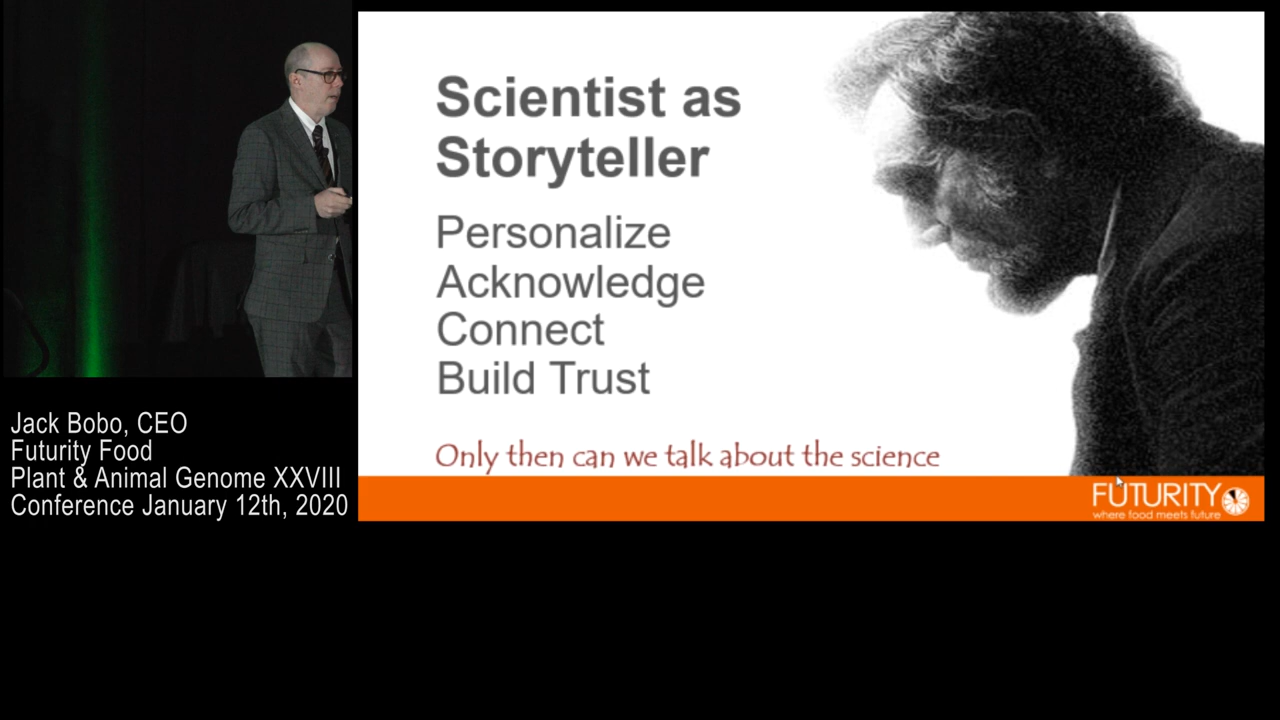 Scientist as
Storyteller
Personalize
Acknowledge
Connect
Build Trust
Only then can we talk about the science
FUTURITY
where food meets future
Jack Bobo, CEO
Futurity Food
Plant & Animal Genome XXVIII
Conference January 12th, 2020